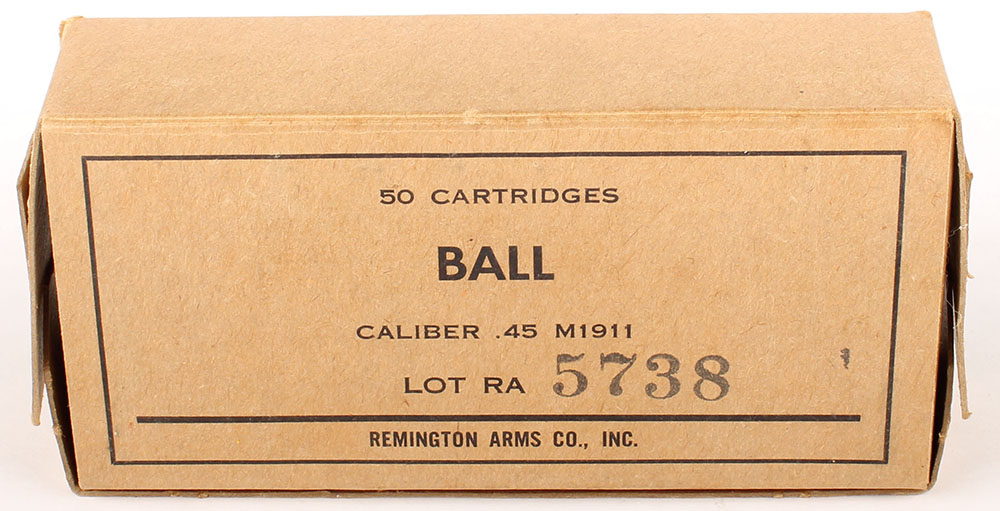 50 CARTRIDGES
BALL
CALIBER .45 M1911
LOT RA 5738
REMINGTON ARMS CO., INC.